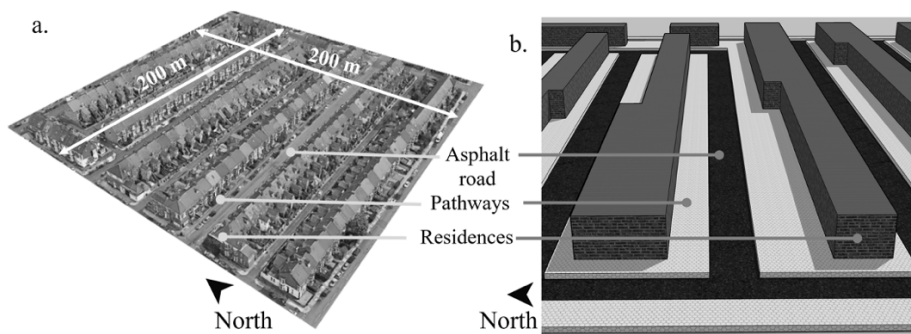 a.
200 m
200 m
b.
Asphalt
road
Pathways
Residences
North
North